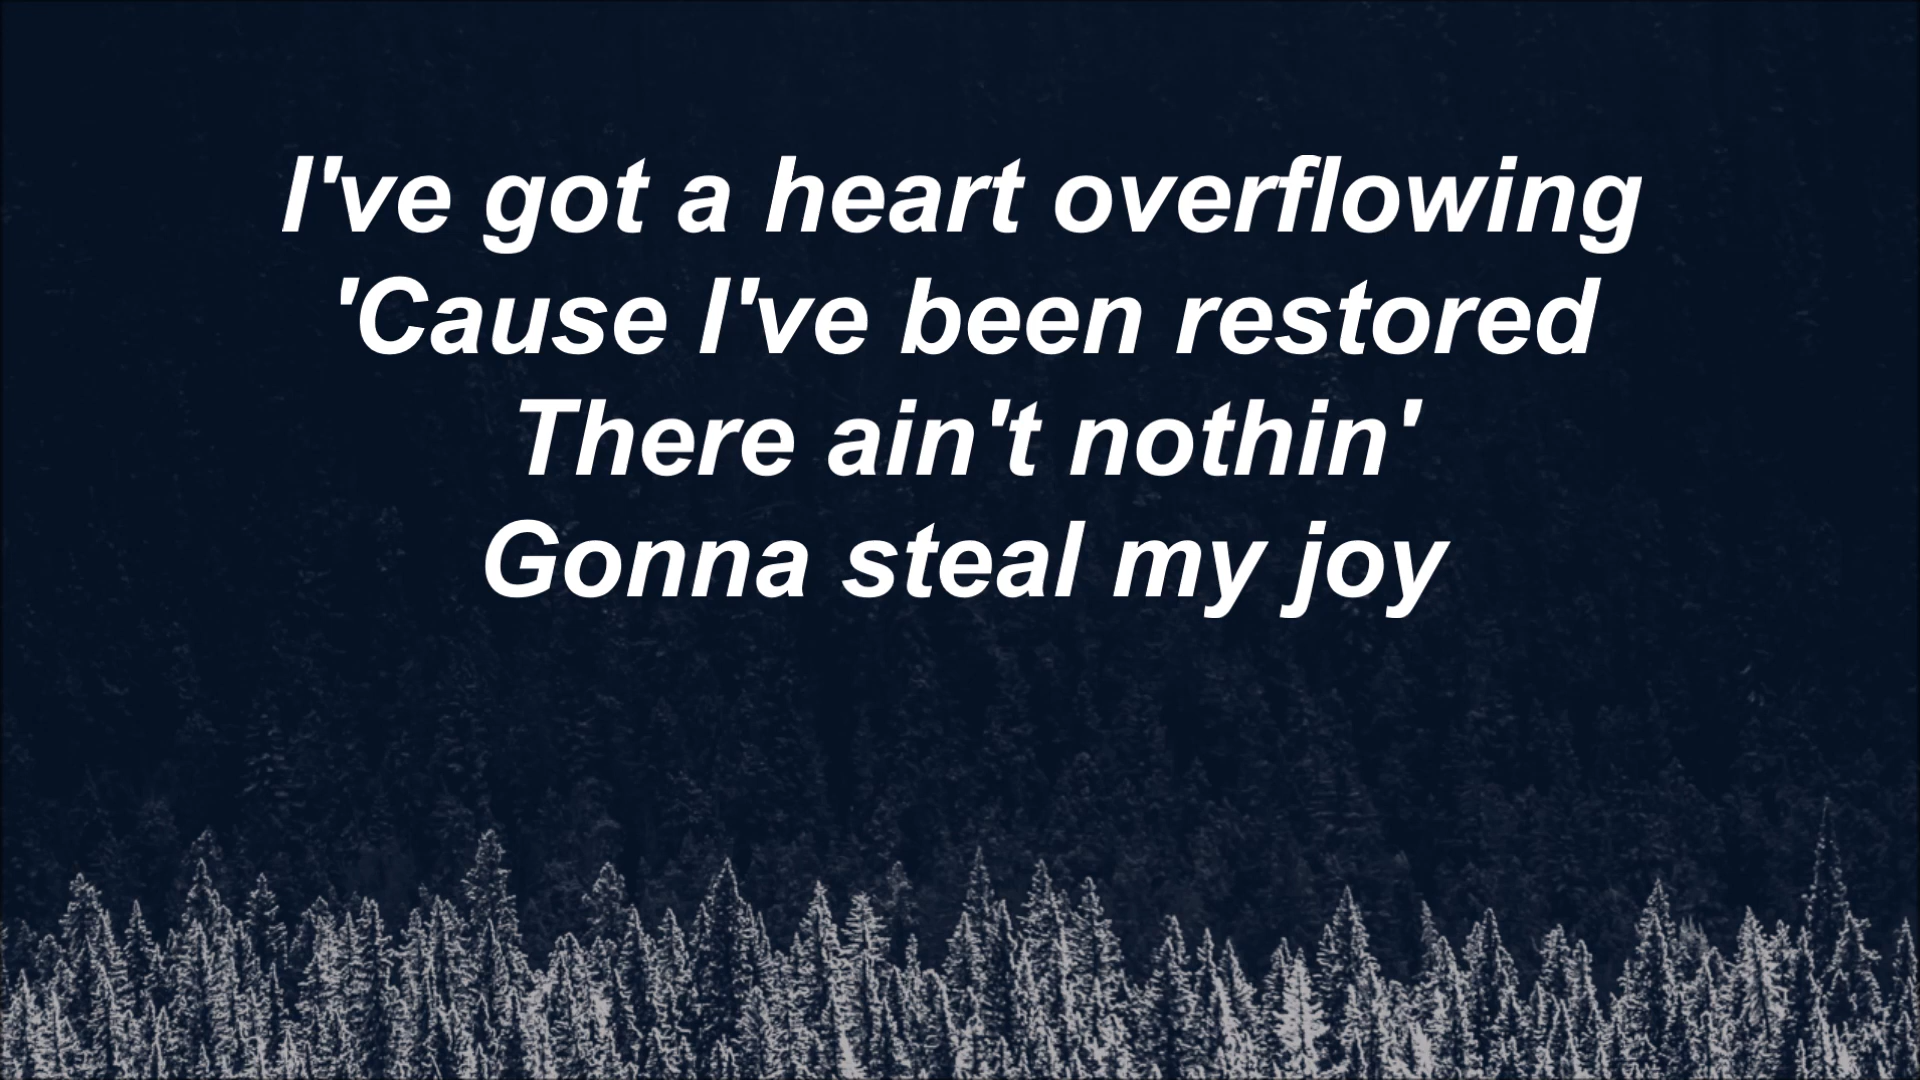 I've got a heart overflowing
'Cause I've been restored
There ain't nothin'
Gonna steal my joy